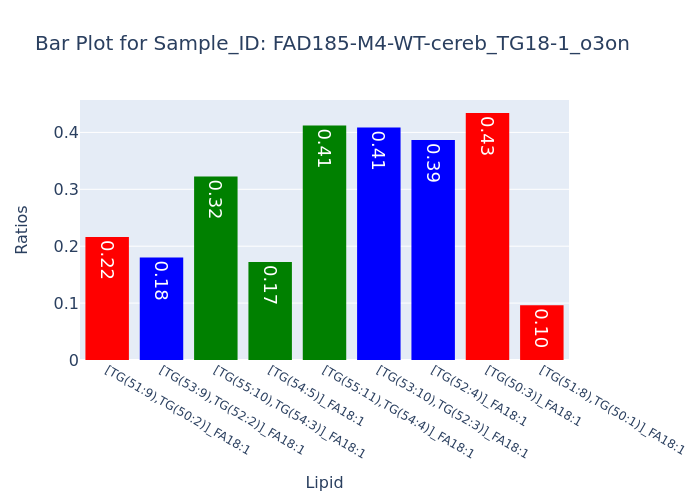 Bar Plot for Sample_ID: FAD185-M4-WT-cereb_TG18-1_o3on
Ratios
0.4
0.3
0.2
0.1
0
0.22
0.18
0.32
0.17
0.41
0.41
0.39
0.43
0.10
[TG(51:9),TG(50:2)]_FA18:1
[TG(53:9),TG(52:2)]_FA18:1
[TG(55:10),TG(54:3)]_FA18:1
[TG(54:5)]_FA18:1
[TG(55:11),TG(54:4)]_FA18:1
[TG(53:10),TG(52:3)]_FA18:1
[TG(52:4)]_FA18:1
[TG(50:3)]_FA18:1
[TG(51:8),TG(50:1)]_FA18:1
Lipid